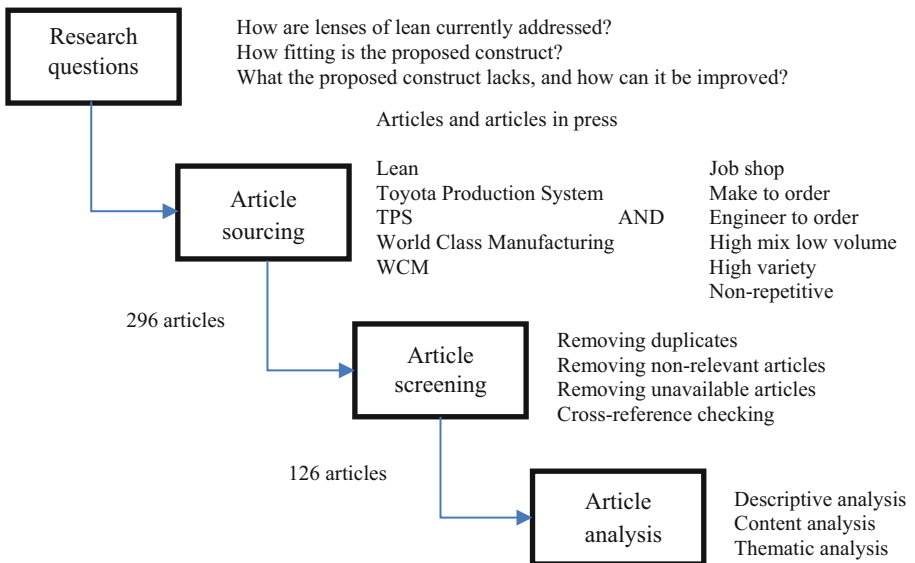 Research
questions
How are lenses of lean currently addressed?
How fitting is the proposed construct?
What the proposed construct lacks, and how can it be improved?
Articles and articles in press
Article
sourcing
Lean
Toyota Production System
TPS
World Class Manufacturing
WCM
AND
Job shop
Make to order
Engineer to order
High mix low volume
High variety
Non-repetitive
296 articles
Article
screening
Removing duplicates
Removing non-relevant articles
Removing unavailable articles
Cross-reference checking
126 articles
Article
analysis
Descriptive analysis
Content analysis
Thematic analysis